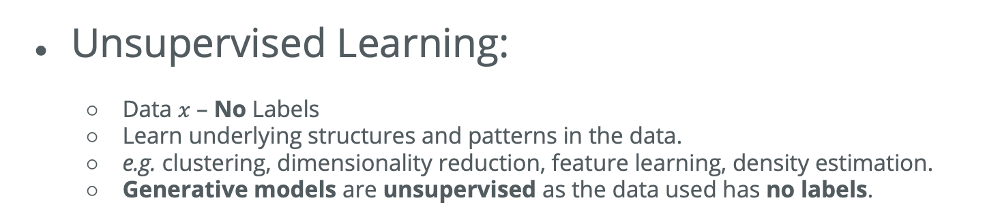 • Unsupervised Learning:
○ Data x – No Labels
○ Learn underlying structures and patterns in the data.
○ e.g. clustering, dimensionality reduction, feature learning, density estimation.
○ Generative models are unsupervised as the data used has no labels.